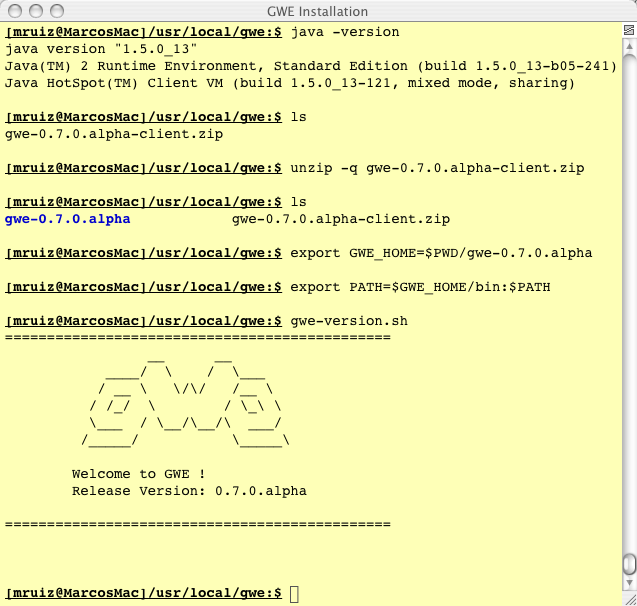 GWE Installation
[mruiz@MarcosMac]/usr/local/gwe:$ java -version
java version "1.5.0_13"
Java(TM) 2 Runtime Environment, Standard Edition (build 1.5.0_13-b05-241)
Java HotSpot(TM) Client VM (build 1.5.0_13-121, mixed mode, sharing)
[mruiz@MarcosMac]/usr/local/gwe:$ ls
gwe-0.7.0.alpha-client.zip
[mruiz@MarcosMac]/usr/local/gwe:$ unzip -q gwe-0.7.0.alpha-client.zip
[mruiz@MarcosMac]/usr/local/gwe:$ ls
gwe-0.7.0.alpha            gwe-0.7.0.alpha-client.zip
[mruiz@MarcosMac]/usr/local/gwe:$ export GWE_HOME=$PWD/gwe-0.7.0.alpha
[mruiz@MarcosMac]/usr/local/gwe:$ export PATH=$GWE_HOME/bin:$PATH
[mruiz@MarcosMac]/usr/local/gwe:$ gwe-version.sh
==============================================
                 __      __
            ____/  \    /  \___
           / __ \   \/\/   /__ \
          / /_/  \        / \_\ \
          \___  / \__/\__/\  ___/
         /_____/           \_____\
Welcome to GWE !
Release Version: 0.7.0.alpha
==============================================
[mruiz@MarcosMac]/usr/local/gwe:$